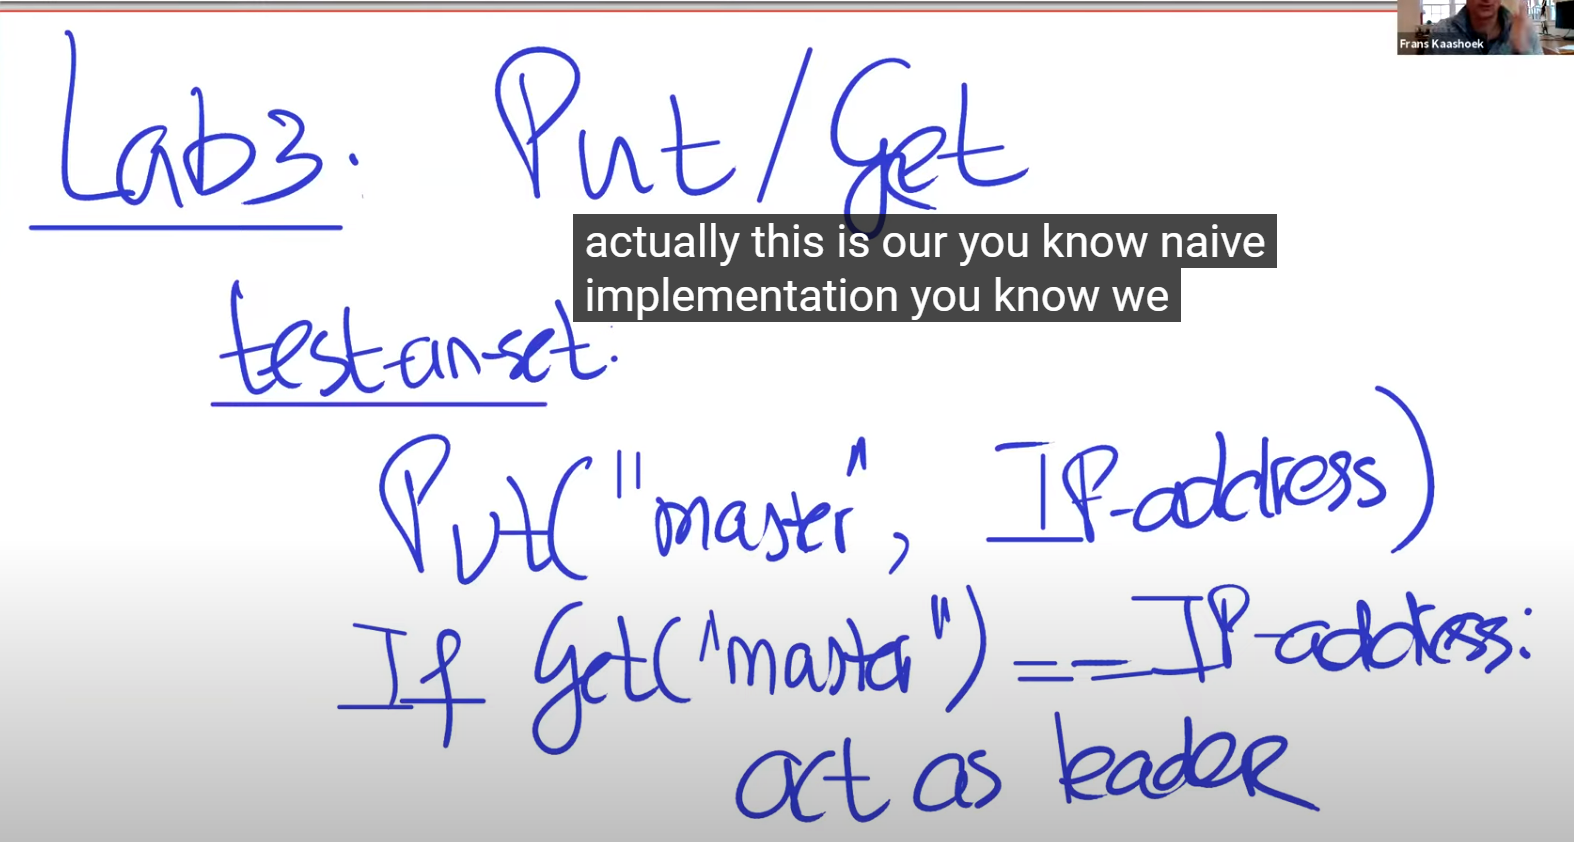 Frans Kaashoek
Lab3: Put/Get
actually this is our you know naive
implementation you know we
test-an-set:
Put("master", IP-address)
If Get("master") == IP-address:
act as leader